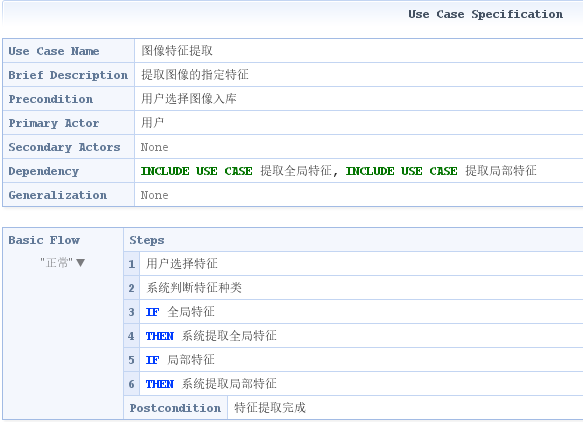 Use Case Specification
Use Case Name 图像特征提取
Brief Description 提取图像的指定特征
Precondition 用户选择图像入库
Primary Actor 用户
Secondary Actors None
Dependency INCLUDE USE CASE 提取全局特征, INCLUDE USE CASE 提取局部特征
Generalization None
Basic Flow Steps
"正常" ▼
1 用户选择特征
2 系统判断特征种类
3 IF 全局特征
4 THEN 系统提取全局特征
5 IF 局部特征
6 THEN 系统提取局部特征
Postcondition 特征提取完成